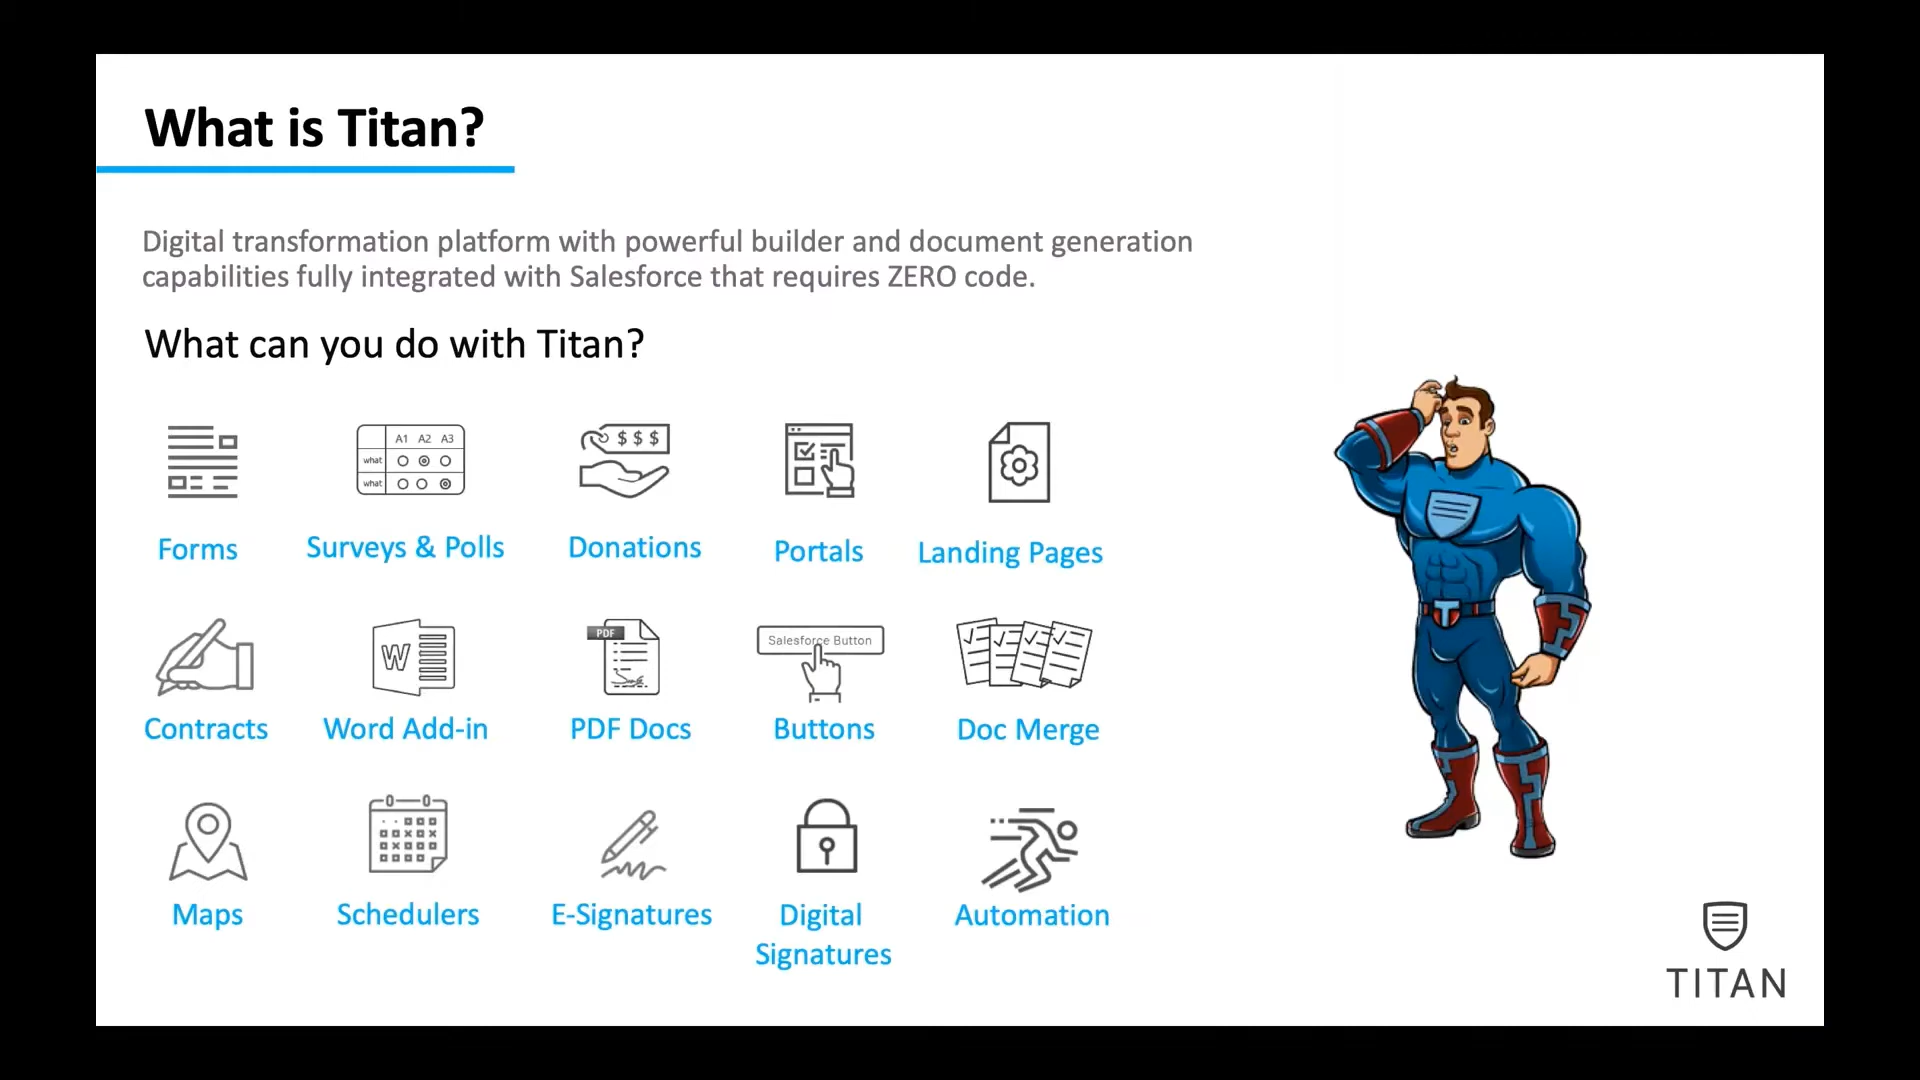 What is Titan?
Digital transformation platform with powerful builder and document generation
capabilities fully integrated with Salesforce that requires ZERO code.
What can you do with Titan?
A1 A2 A3
what
what
$ $ $
Forms
Surveys & Polls
Donations
Portals
Landing Pages
W
PDF
Salesforce Button
Contracts
Word Add-in
PDF Docs
Buttons
Doc Merge
Maps
Schedulers
E-Signatures
Digital
Signatures
Automation
T
TITAN